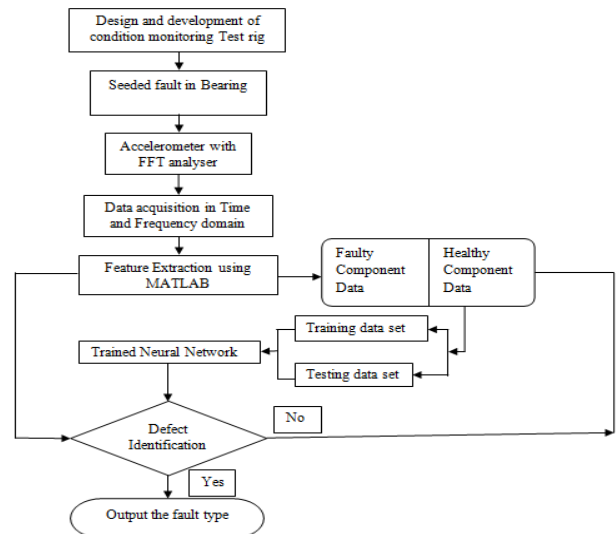 Design and development of
condition monitoring Test rig
Seeded fault in Bearing
Accelerometer with
FFT analyser
Data acquisition in Time
and Frequency domain
Feature Extraction using
MATLAB
Faulty
Component
Data
Healthy
Component
Data
Training data set
Trained Neural Network
Testing data set
No
Defect
Identification
Yes
Output the fault type